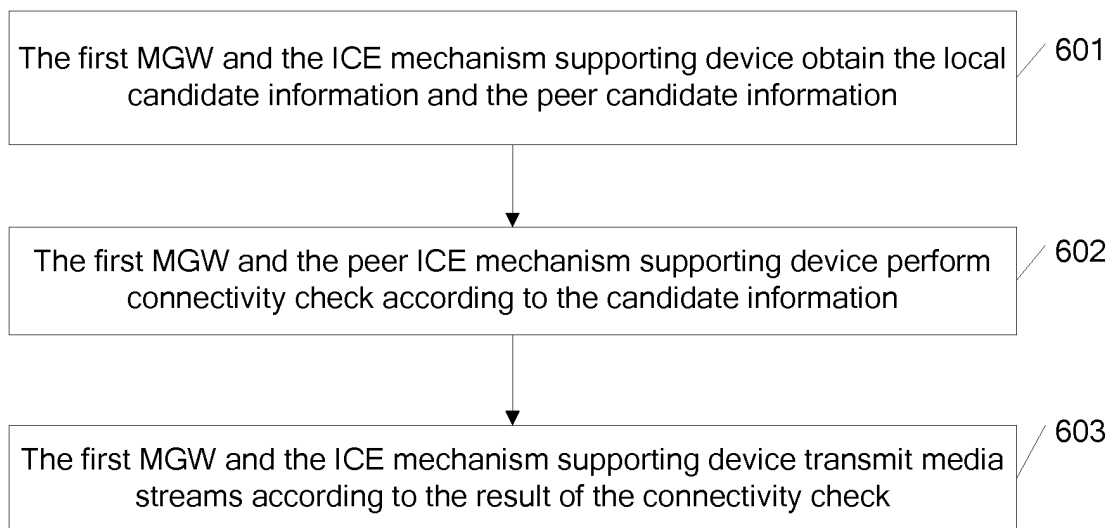 The first MGW and the ICE mechanism supporting device obtain the local
candidate information and the peer candidate information
601
The first MGW and the peer ICE mechanism supporting device perform
connectivity check according to the candidate information
602
The first MGW and the ICE mechanism supporting device transmit media
streams according to the result of the connectivity check
603